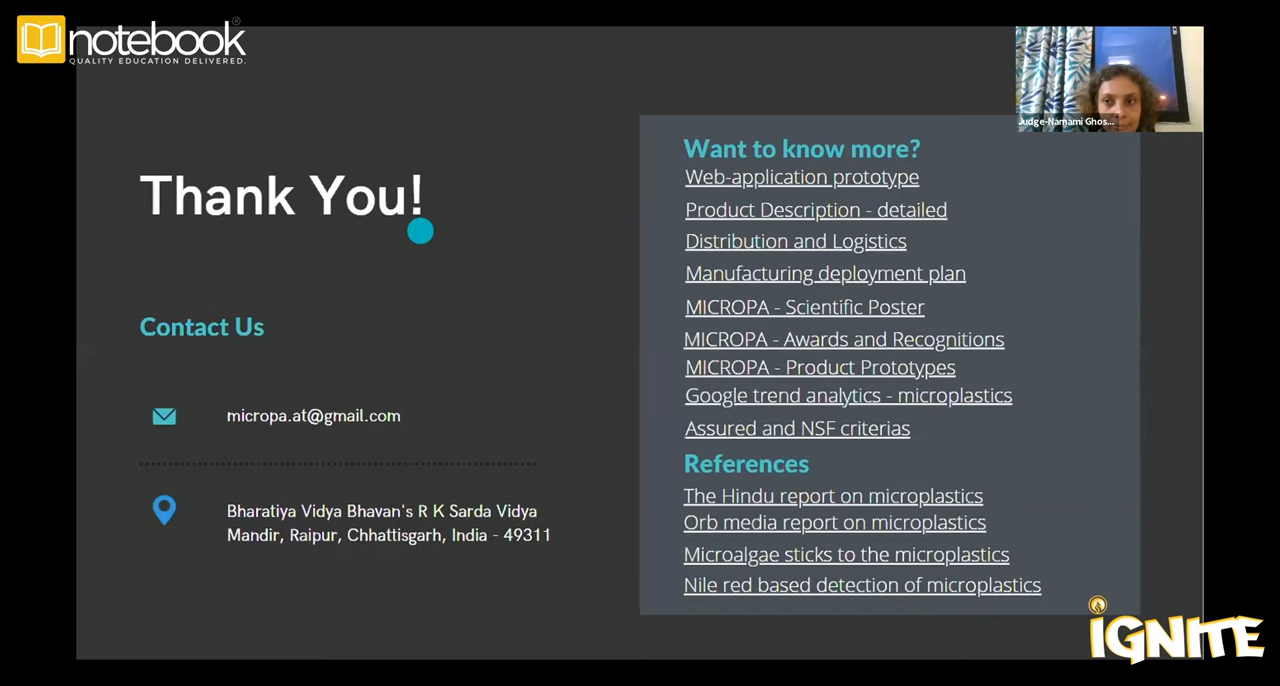 notebook
QUALITY EDUCATION DELIVERED.
Judge-Namami Ghos...
Thank You!
Contact Us
micropa.at@gmail.com
Bharatiya Vidya Bhavan's R K Sarda Vidya
Mandir, Raipur, Chhattisgarh, India - 49311
Want to know more?
Web-application prototype
Product Description - detailed
Distribution and Logistics
Manufacturing deployment plan
MICROPA - Scientific Poster
MICROPA - Awards and Recognitions
MICROPA - Product Prototypes
Google trend analytics - microplastics
Assured and NSF criterias
References
The Hindu report on microplastics
Orb media report on microplastics
Microalgae sticks to the microplastics
Nile red based detection of microplastics
iGNITE